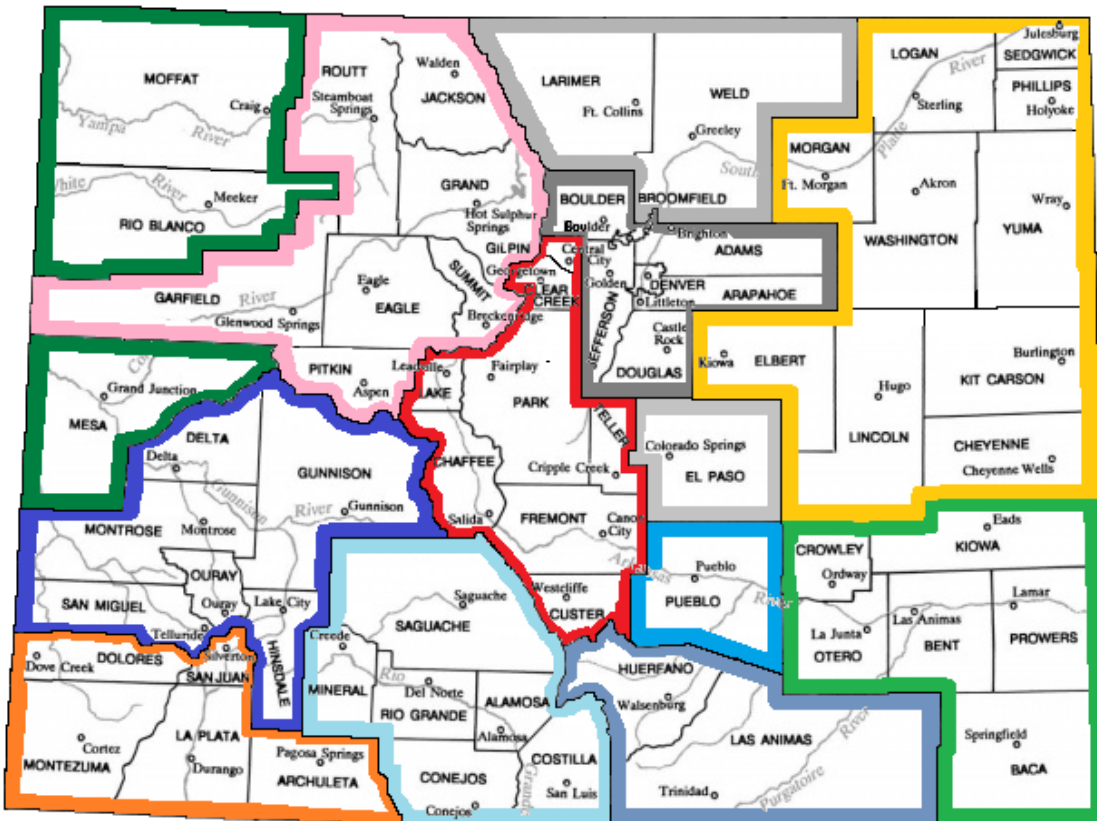 MOFFAT
Craig
Yampa
River
White
River
Meeker
RIO BLANCO
ROUTT
Steamboat
Springs
Walden
JACKSON
GRAND
Hot Sulphur
Springs
LARIMER
Ft. Collins
WELD
Greeley
South
Platte
River
LOGAN
Sterling
Julesburg
SEDGWICK
PHILLIPS
Holyoke
MORGAN
Ft. Morgan
Akron
WASHINGTON
Wray
YUMA
BOULDER
Boulder
BROOMFIELD
Brighton
ADAMS
GILPIN
Central
City
Georgetown
CLEAR
CREEK
Golden
DENVER
Littleton
ARAPAHOE
JEFFERSON
Castle
Rock
DOUGLAS
GARFIELD
River
Glenwood Springs
Eagle
EAGLE
SUMMIT
Breckenridge
PITKIN
Aspen
Leadville
LAKE
Fairplay
PARK
TELLER
Cripple Creek
Kiowa
ELBERT
Hugo
LINCOLN
Burlington
KIT CARSON
CHEYENNE
Cheyenne Wells
Grand Junction
MESA
DELTA
Delta
Gunnison
River
GUNNISON
Gunnison
CHAFFEE
Salida
Colorado Springs
EL PASO
MONTROSE
Montrose
OURAY
Ouray
SAN MIGUEL
Telluride
Lake City
HINSDALE
FREMONT
Canon
City
Arkansas
River
Westcliffe
CUSTER
Pueblo
PUEBLO
CROWLEY
Ordway
Eads
KIOWA
La Junta
OTERO
Las Animas
BENT
Lamar
PROWERS
DOLORES
Dove Creek
Silverton
SAN JUAN
Cortez
MONTEZUMA
LA PLATA
Durango
Pagosa Springs
ARCHULETA
Saguache
SAGUACHE
Creede
MINERAL
Rio
Grande
Del Norte
RIO GRANDE
ALAMOSA
Alamosa
CONEJOS
Conejos
COSTILLA
San Luis
HUERFANO
Walsenburg
LAS ANIMAS
Trinidad
Purgatoire
River
Springfield
BACA